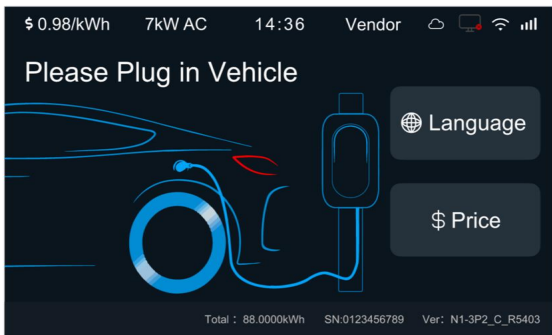 $ 0.98/kWh 7kW AC 14:36 Vendor
Please Plug in Vehicle
Language
$ Price
Total : 88.0000kWh SN:0123456789 Ver: N1-3P2_C_R5403